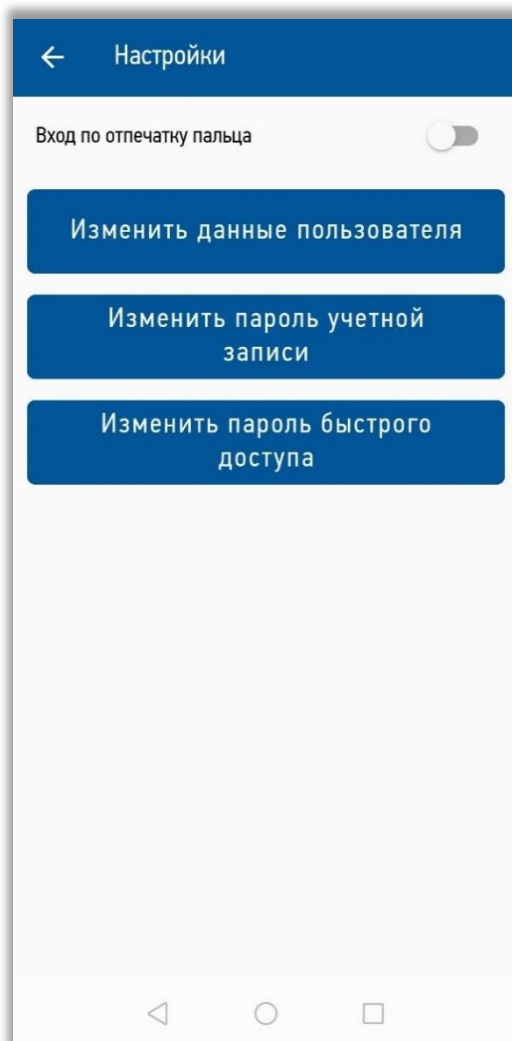 Настройки
Вход по отпечатку пальца
Изменить данные пользователя
Изменить пароль учетной
записи
Изменить пароль быстрого
доступа